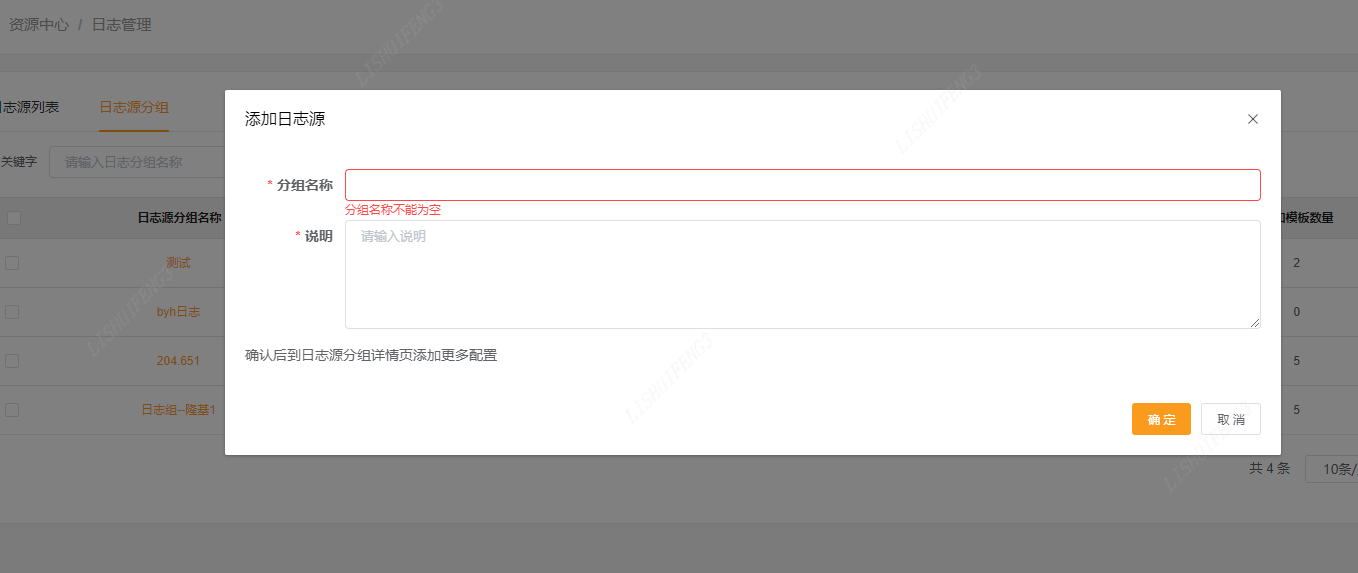 资源中心 / 日志管理
志源列表 日志源分组
关键字 请输入日志分组名称
日志源分组名称 模板数量
测试 2
byh日志 0
204.651 5
日志组--隆基1 5
共 4 条 10条/
添加日志源
* 分组名称
分组名称不能为空
* 说明 请输入说明
确认后到日志源分组详情页添加更多配置
确 定 取 消
LISHUIFENG3
LISHUIFENG3
LISHUIFENG3
LISHUIFENG3
LISHUIFENG3